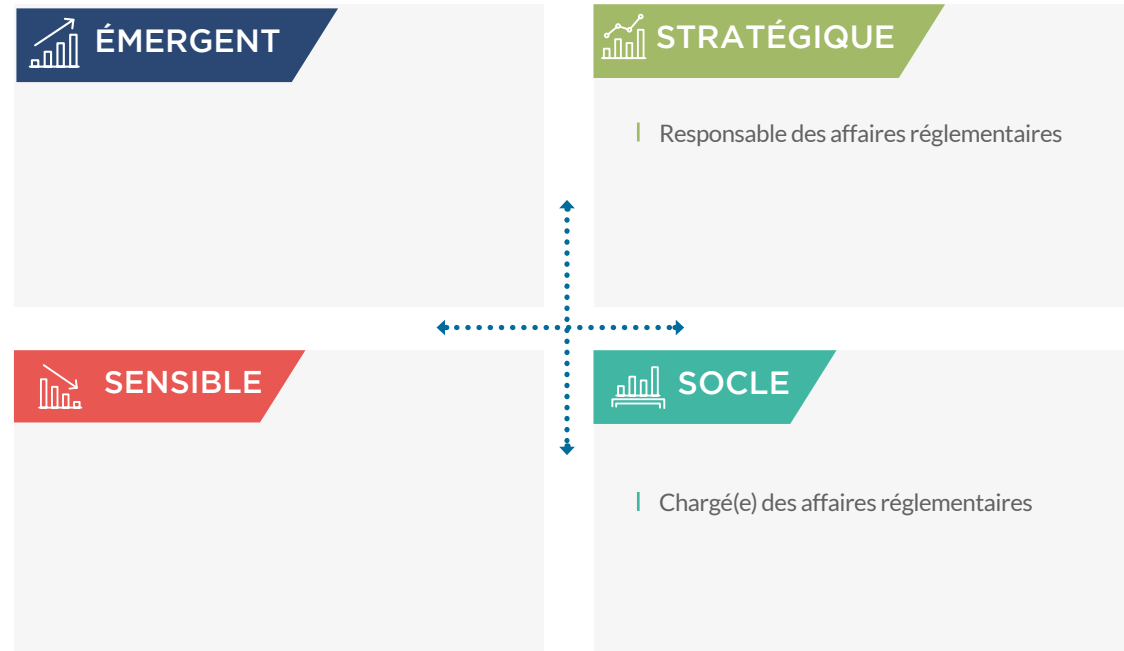 ÉMERGENT
STRATÉGIQUE
Responsable des affaires réglementaires
SENSIBLE
SOCLE
Chargé(e) des affaires réglementaires